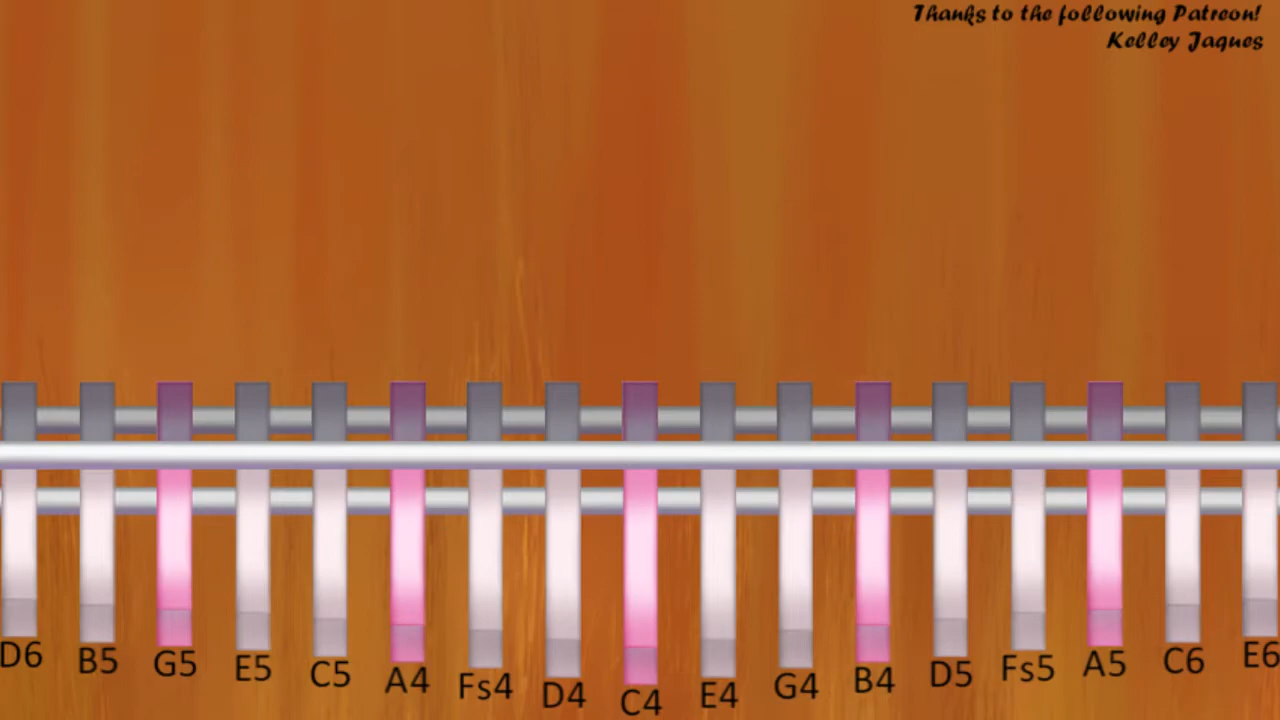 Thanks to the following Patreon!
Kelley Jaques
D6 B5 G5 E5 C5 A4 Fs4 D4 C4 E4 G4 B4 D5 Fs5 A5 C6 E6